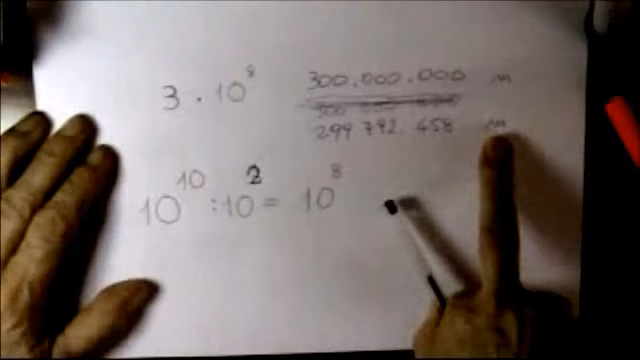 3 · 10⁸
300.000.000 m
299 792. 458 m
10¹⁰ : 10² = 10⁸